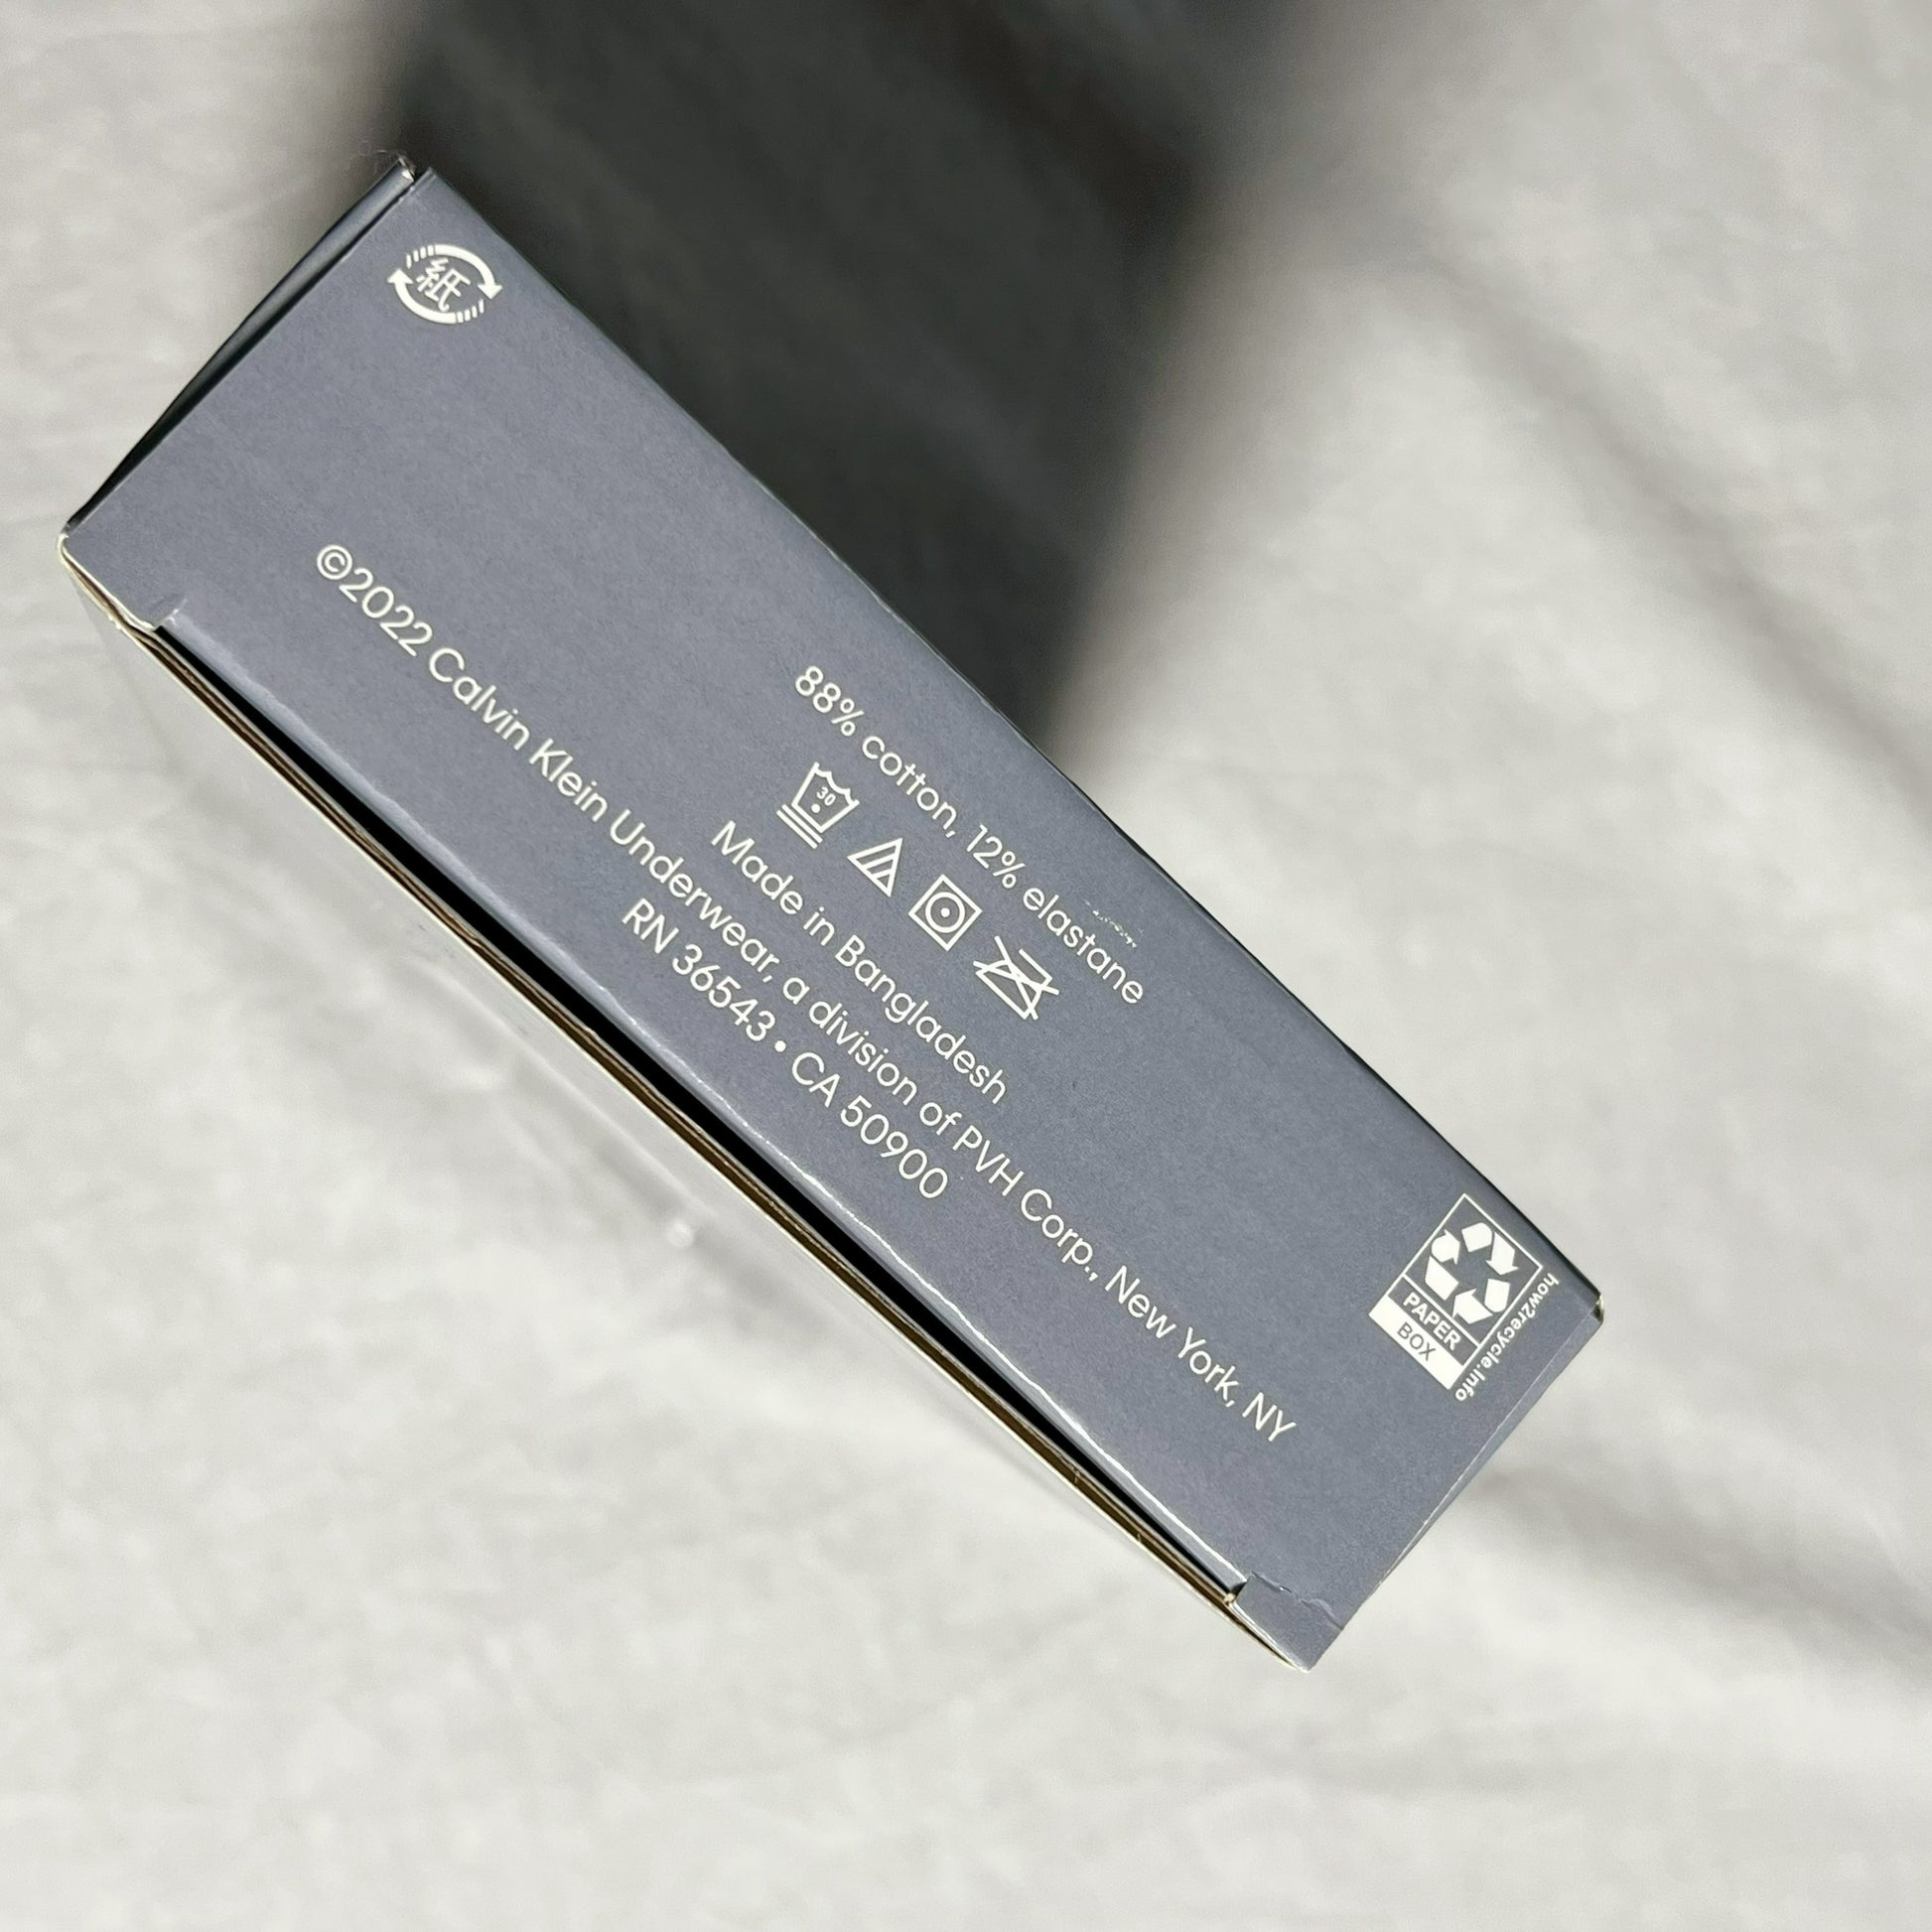 紙
88% cotton, 12% elastane
30
Made in Bangladesh
©2022 Calvin Klein Underwear, a division of PVH Corp., New York, NY
RN 36543 • CA 50900
PAPER
BOX
how2recycle.info